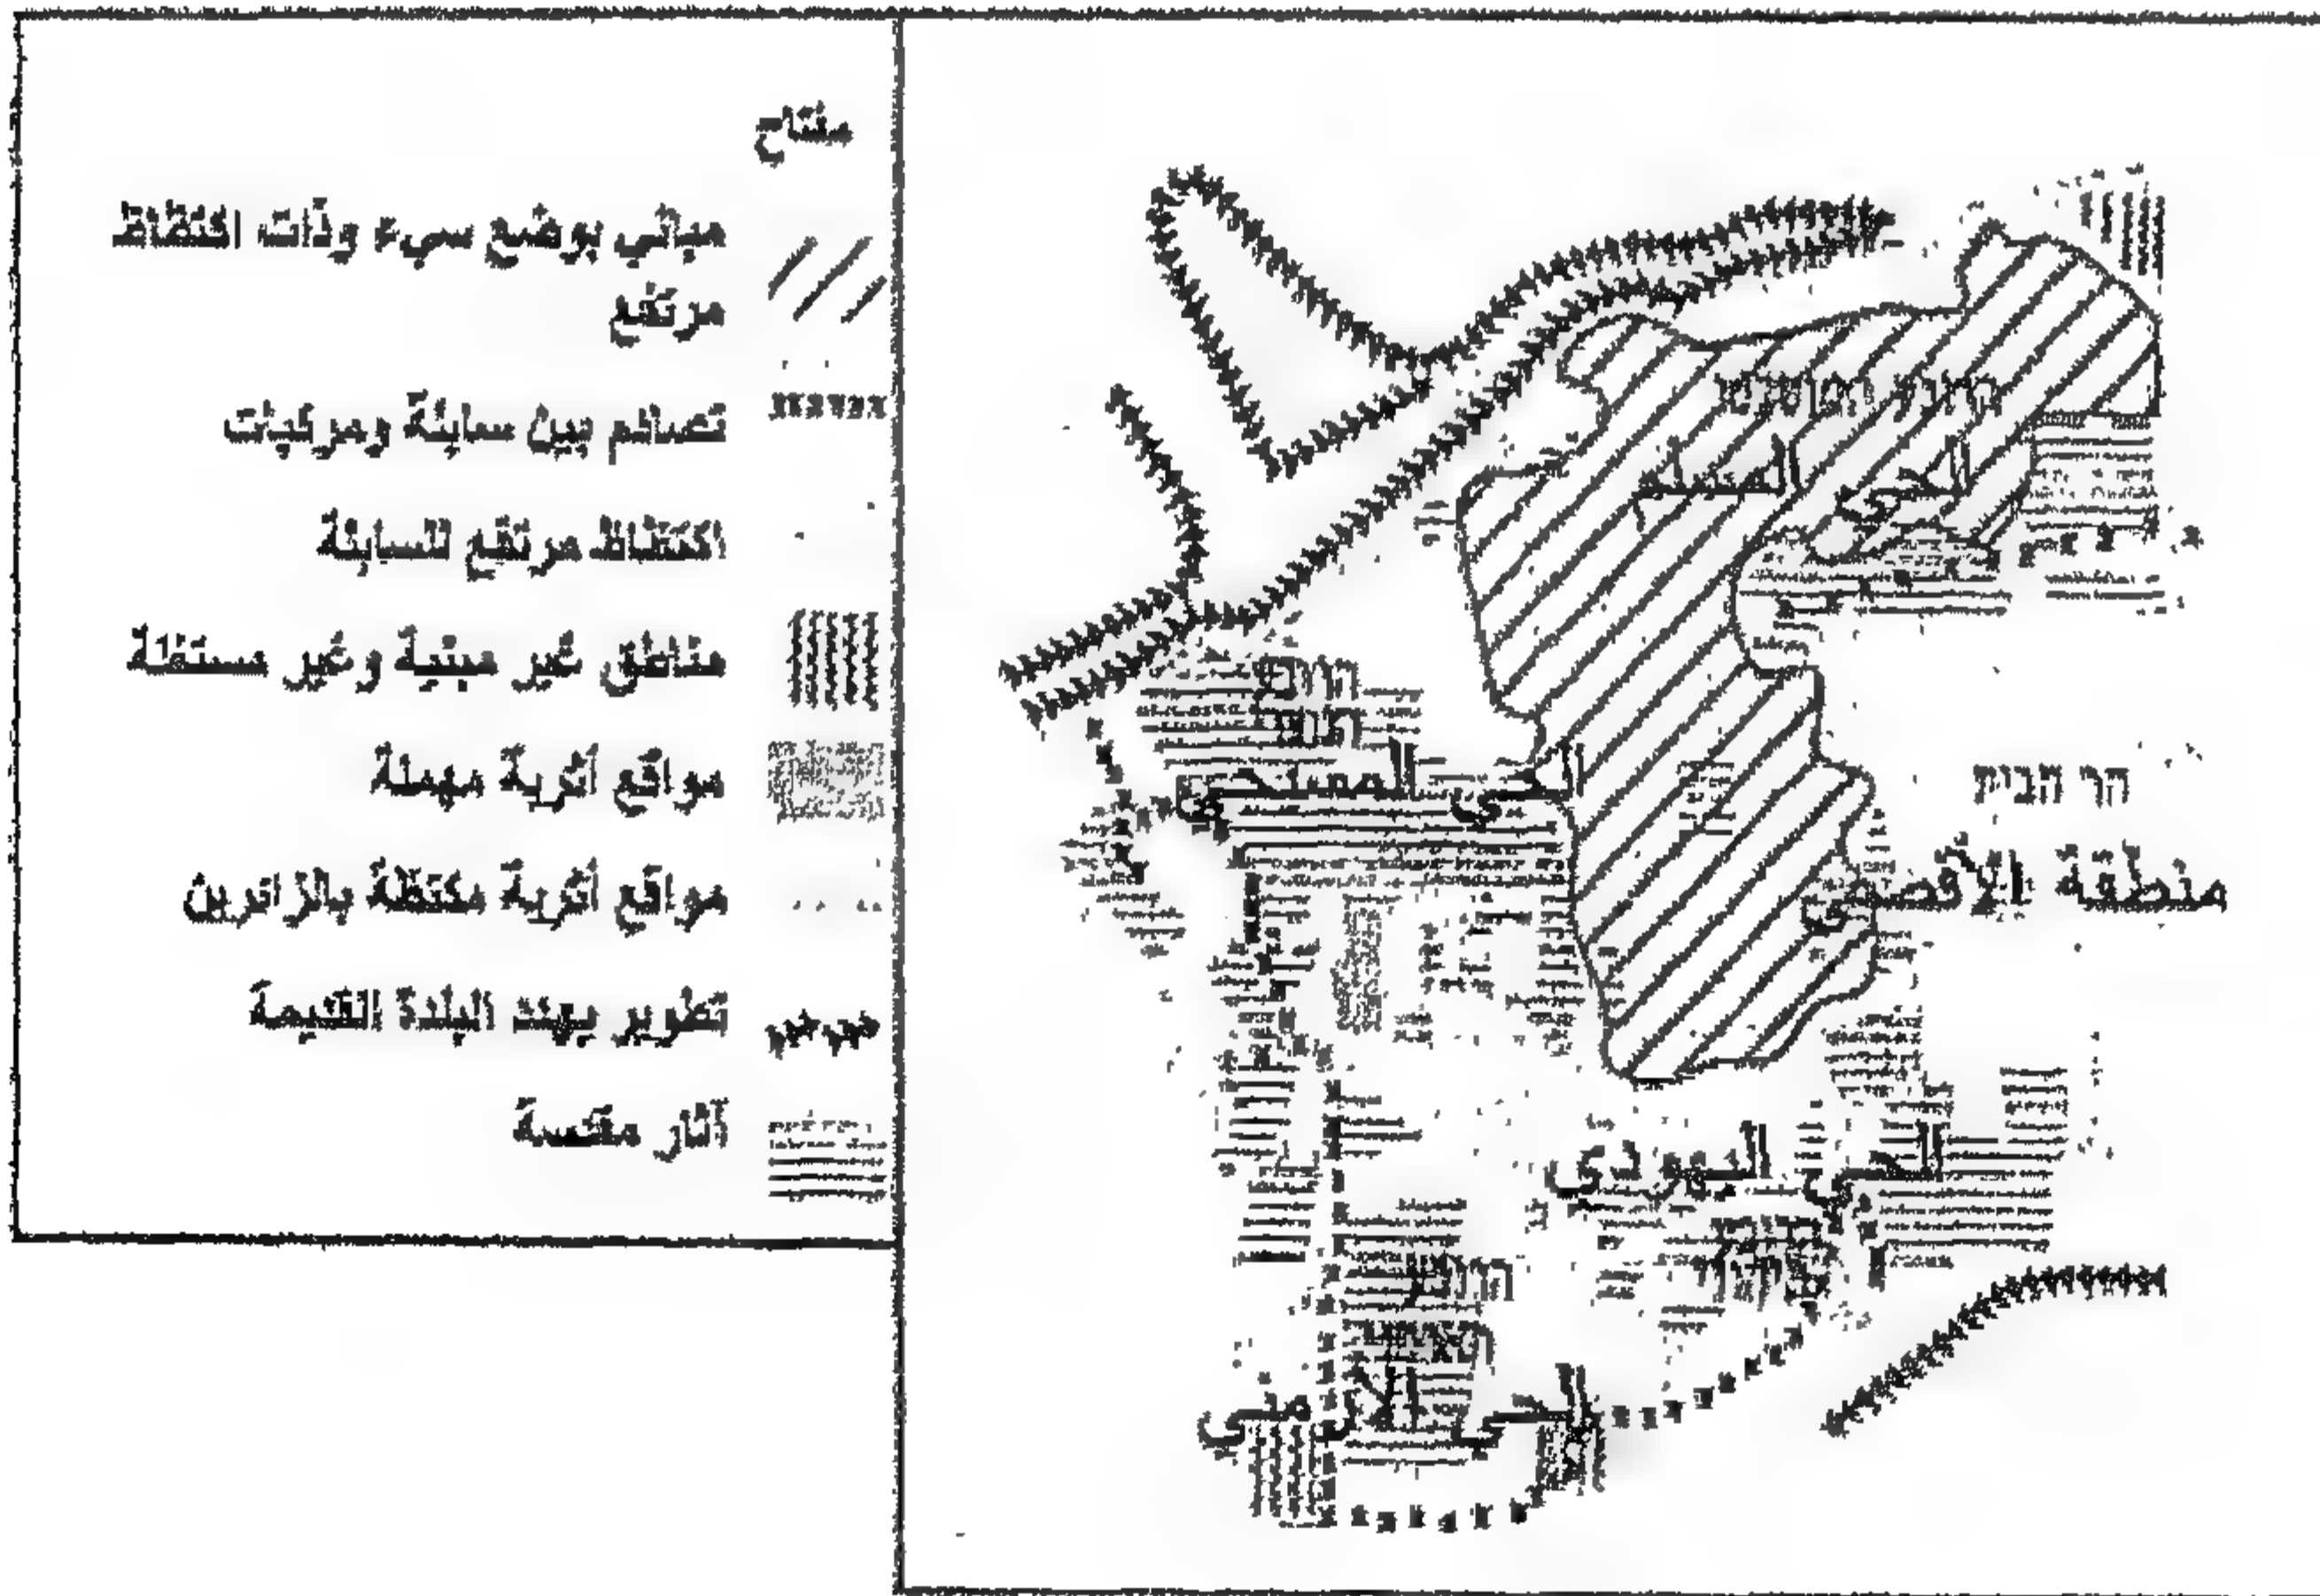 مفتاح
مباني بوضع سيء وذات اكتظاظ
مرتفع
تصادم بين سابلة ومركبات
اكتظاظ مرتفع للسابلة
مناطق غير مبنية وغير مستغلة
مواقع أثرية مهملة
مواقع أثرية مكتظة بالزائرين
تطوير يهدد البلدة القديمة
آثار مقدسة
الحي المسلم
הר הבית
منطقة الأقصى
الحي المسيحي
الحي اليهودي
الحي الارمني